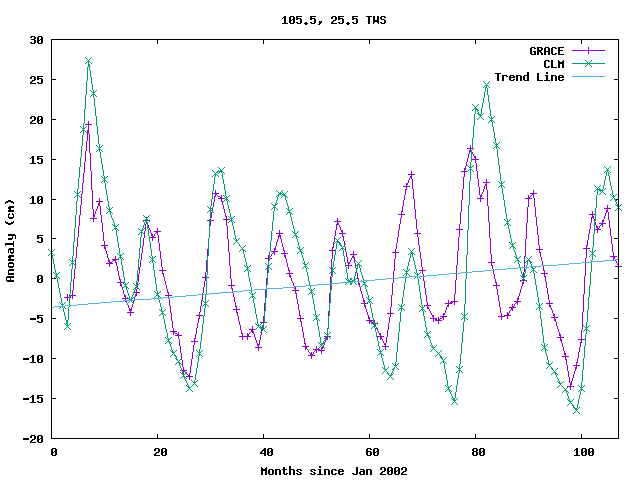 105.5, 25.5 TWS
GRACE
CLM
Trend Line
30
25
20
15
10
5
0
-5
-10
-15
-20
Anomaly (cm)
0 20 40 60 80 100
Months since Jan 2002